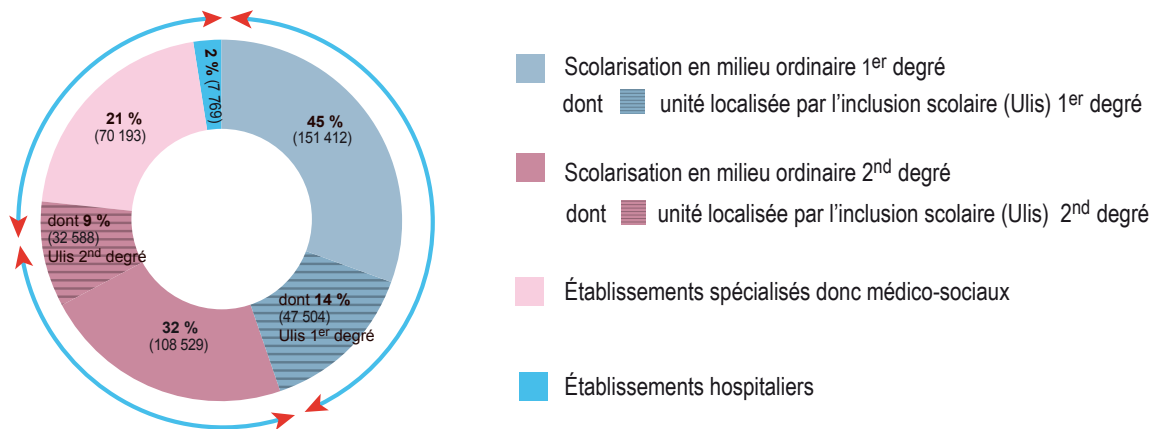 2 % (7 769)
45 %
(151 412)
21 %
(70 193)
dont 9 %
(32 588)
Ulis 2nd degré
dont 14 %
(47 504)
Ulis 1er degré
32 %
(108 529)
Scolarisation en milieu ordinaire 1er degré
dont unité localisée par l’inclusion scolaire (Ulis) 1er degré
Scolarisation en milieu ordinaire 2nd degré
dont unité localisée par l’inclusion scolaire (Ulis) 2nd degré
Établissements spécialisés donc médico-sociaux
Établissements hospitaliers